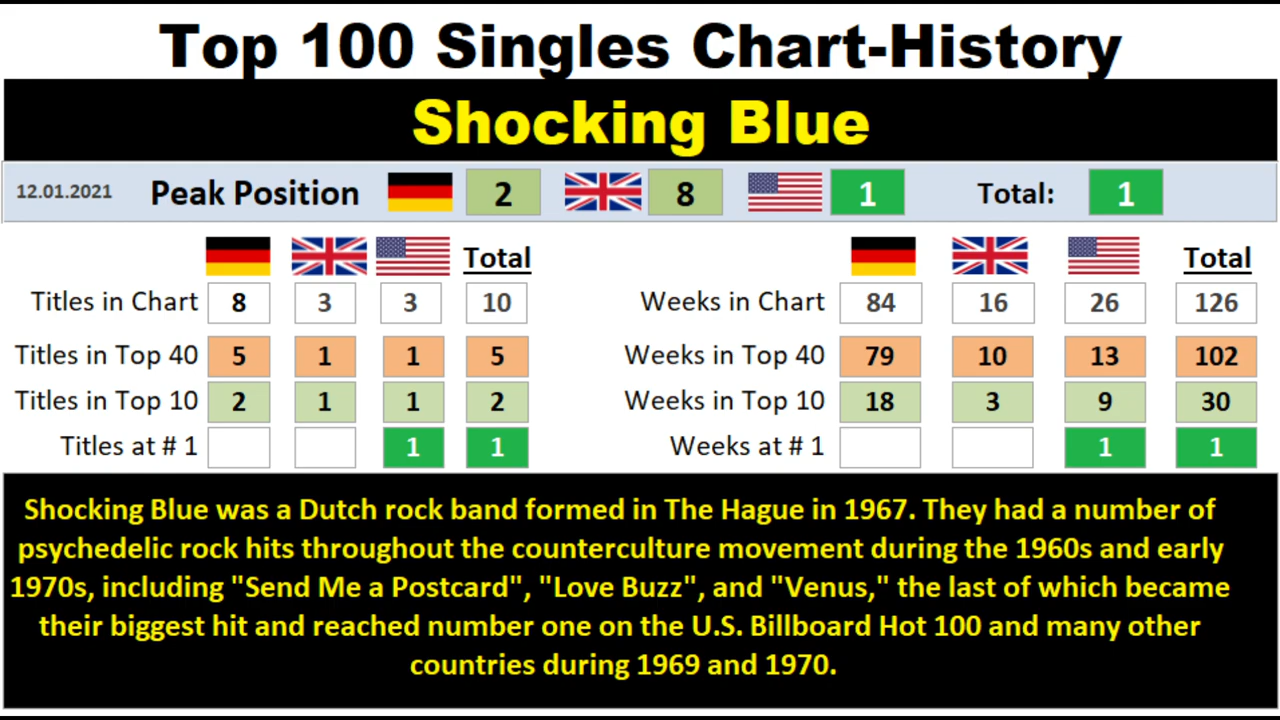 Top 100 Singles Chart-History
Shocking Blue
12.01.2021 Peak Position 2 8 1 Total: 1
Total Total
Titles in Chart 8 3 3 10 Weeks in Chart 84 16 26 126
Titles in Top 40 5 1 1 5 Weeks in Top 40 79 10 13 102
Titles in Top 10 2 1 1 2 Weeks in Top 10 18 3 9 30
Titles at # 1 1 1 Weeks at # 1 1 1
Shocking Blue was a Dutch rock band formed in The Hague in 1967. They had a number of
psychedelic rock hits throughout the counterculture movement during the 1960s and early
1970s, including "Send Me a Postcard", "Love Buzz", and "Venus," the last of which became
their biggest hit and reached number one on the U.S. Billboard Hot 100 and many other
countries during 1969 and 1970.